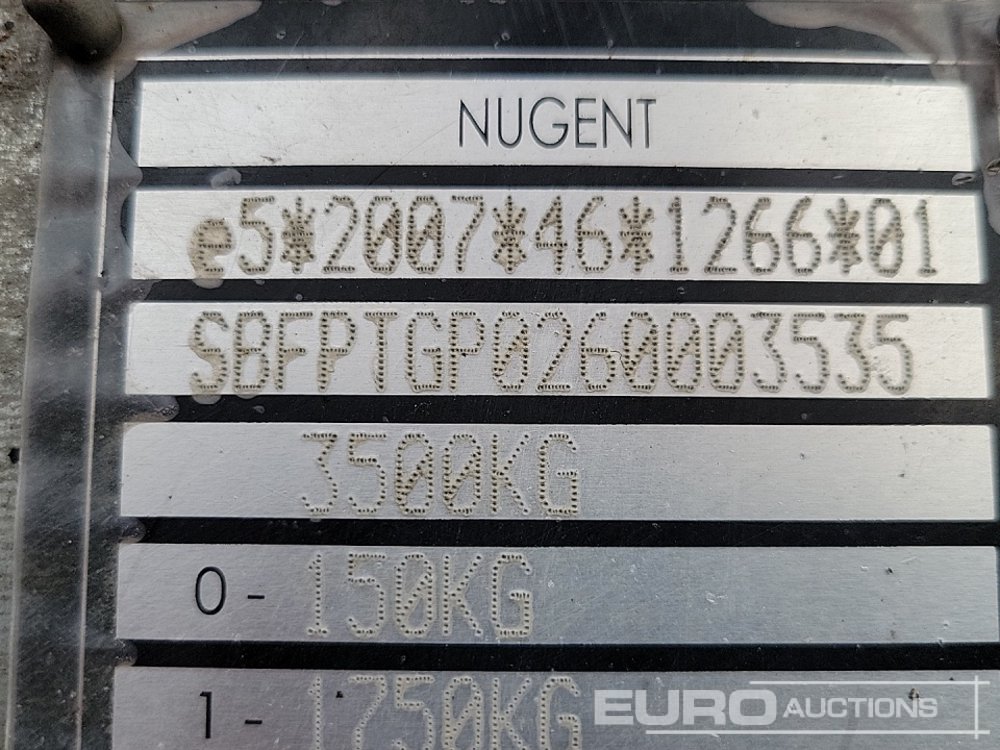 NUGENT
e5*2007*46*1266*01
SBFPTGP0260003535
3500KG
0- 150KG
1- 1750KG
EURO AUCTIONS